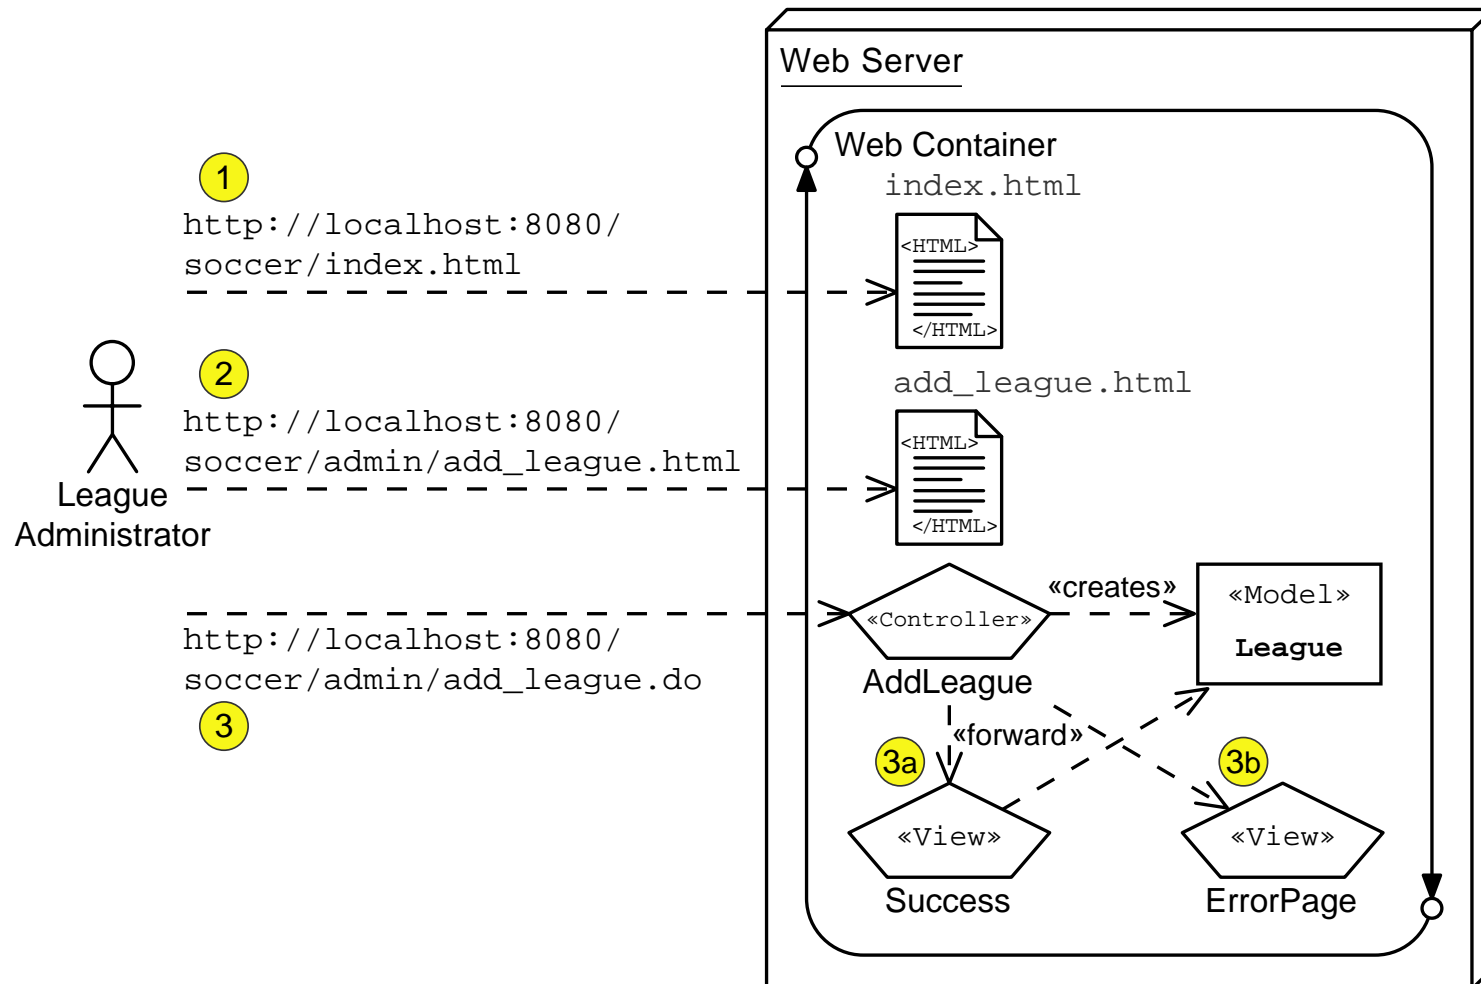 Web Server
Web Container
index.html
1
http://localhost:8080/
soccer/index.html
<HTML>
</HTML>
2
http://localhost:8080/
soccer/admin/add_league.html
add_league.html
<HTML>
</HTML>
League
Administrator
http://localhost:8080/
soccer/admin/add_league.do
3
«Controller»
AddLeague
«creates»
«Model»
League
«forward»
3a
3b
«View»
Success
«View»
ErrorPage